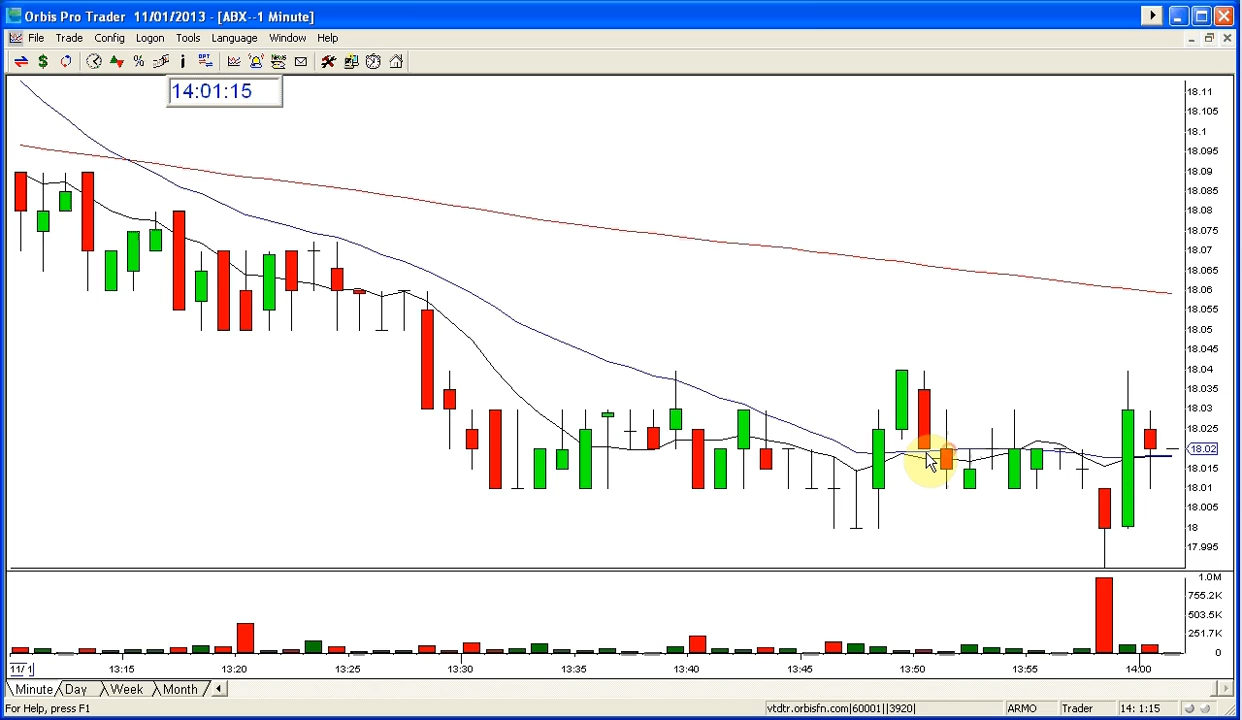 Orbis Pro Trader 11/01/2013 - [ABX--1 Minute]
File Trade Config Logon Tools Language Window Help
14:01:15
18.11
18.105
18.1
18.095
18.09
18.085
18.08
18.075
18.07
18.065
18.06
18.055
18.05
18.045
18.04
18.035
18.03
18.025
18.02
18.015
18.01
18.005
18
17.995
1.0M
755.2K
503.5K
251.7K
0
11/ 1 13:15 13:20 13:25 13:30 13:35 13:40 13:45 13:50 13:55 14:00
Minute Day Week Month
For Help, press F1 vtdtr.orbisfn.com|60001||3920| ARMO Trader 14: 1:15